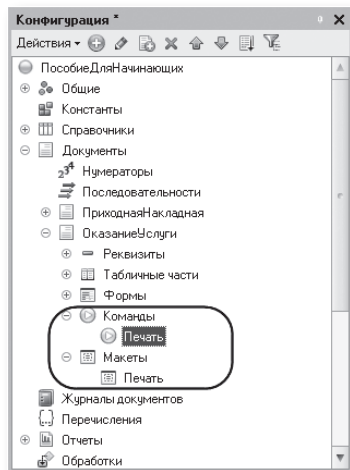 Конфигурация *
Действия
ПособиеДляНачинающих
Общие
Константы
Справочники
Документы
Нумераторы
Последовательности
ПриходнаяНакладная
ОказаниеУслуги
Реквизиты
Табличные части
Формы
Команды
Печать
Макеты
Печать
Журналы документов
Перечисления
Отчеты
Обработки